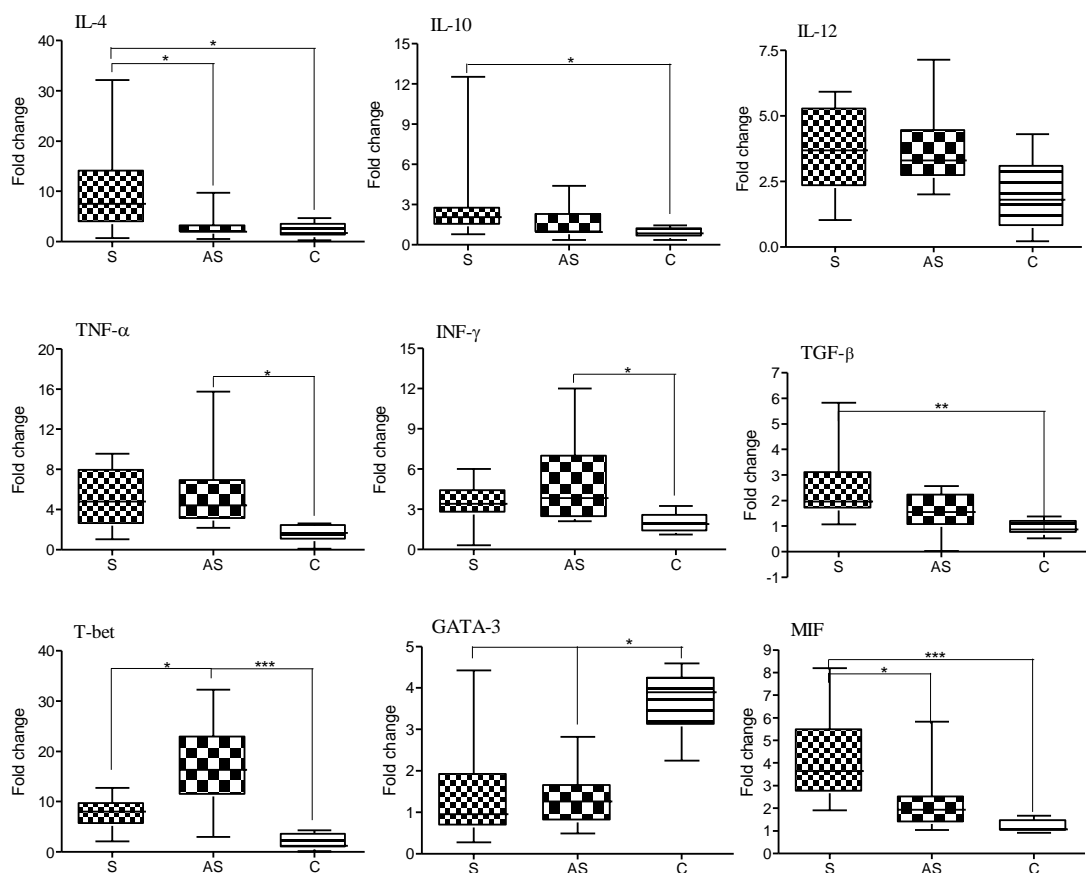 IL-4
Fold change
40
30
20
10
0
*
*
S AS C
IL-10
Fold change
15
12
9
6
3
0
*
S AS C
IL-12
Fold change
7.5
5.0
2.5
0.0
S AS C
TNF-α
Fold change
20
16
12
8
4
0
*
S AS C
INF-γ
Fold change
15
12
9
6
3
0
*
S AS C
TGF-β
Fold change
7
6
5
4
3
2
1
0
-1
**
S AS C
T-bet
Fold change
40
30
20
10
0
* ***
S AS C
GATA-3
Fold change
5
4
3
2
1
0
*
S AS C
MIF
Fold change
9
8
7
6
5
4
3
2
1
0
***
*
S AS C